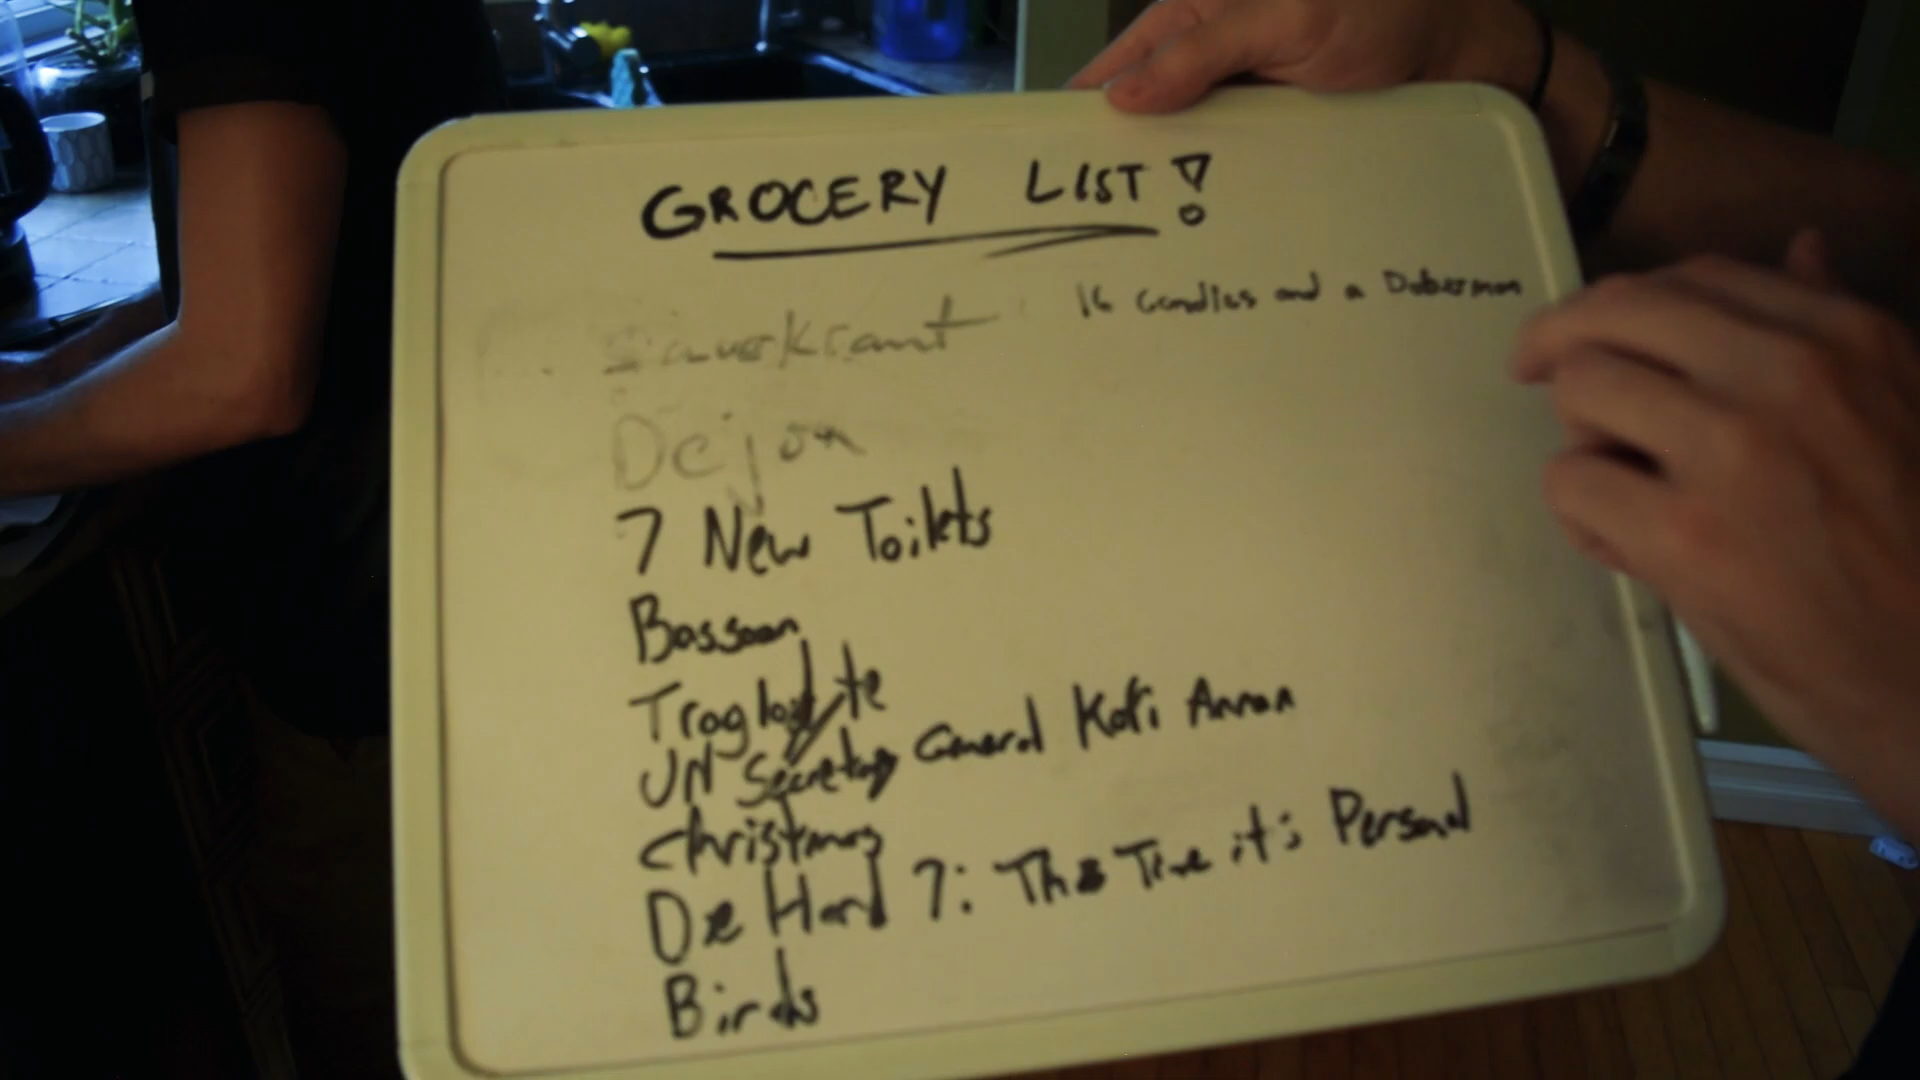 GROCERY LIST!
16 Candles and a Doberman
Sauerkraut
Dejon
7 New Toilets
Bassoon
Troglodyte
UN Secretary General Kofi Annan
Christmas
Die Hard 7: This Time it's Personal
Birds